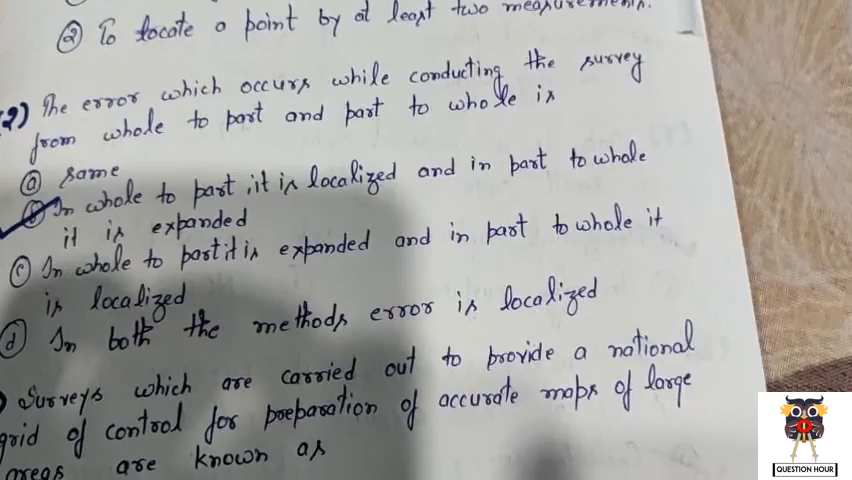 ② To locate a point by at least two measurements.
2) The error which occurs while conducting the survey
from whole to part and part to whole is
ⓐ same
ⓑ In whole to part, it is localized and in part to whole
it is expanded
ⓒ In whole to part it is expanded and in part to whole it
is localized
ⓓ In both the methods error is localized
Surveys which are carried out to provide a national
grid of control for preparation of accurate maps of large
areas are known as
QUESTION HOUR